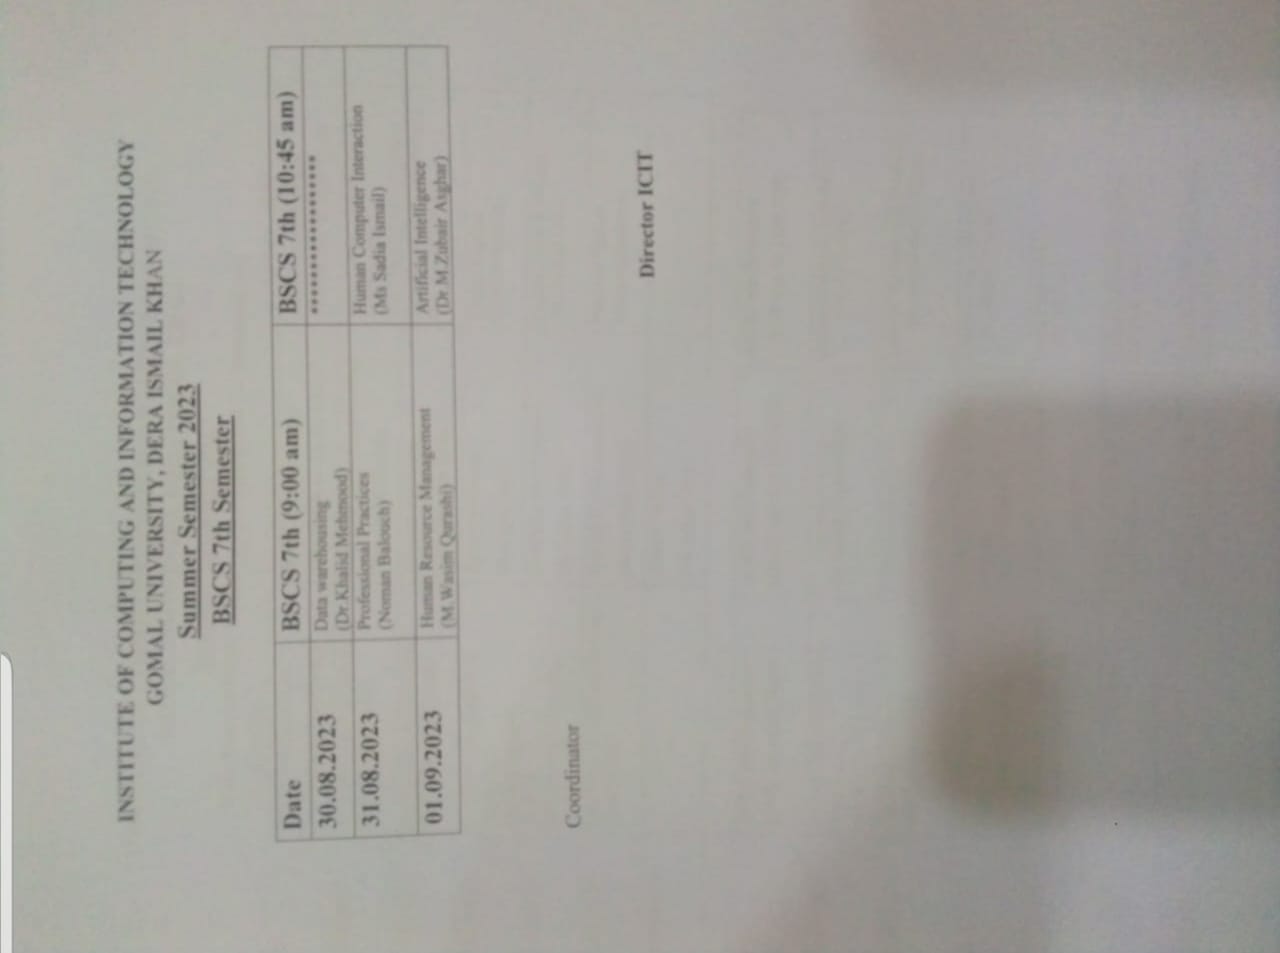 INSTITUTE OF COMPUTING AND INFORMATION TECHNOLOGY
GOMAL UNIVERSITY, DERA ISMAIL KHAN
Summer Semester 2023
BSCS 7th Semester
Date BSCS 7th (9:00 am) BSCS 7th (10:45 am)
30.08.2023 Data warehousing *****************
(Dr Khalid Mehmood)
31.08.2023 Professional Practices Human Computer Interaction
(Noman Balouch) (Ms Sadia Ismail)
01.09.2023 Human Resource Management Artificial Intelligence
(M.Wasim Qurashi) (Dr M.Zubair Asghar)
Coordinator
Director ICIT